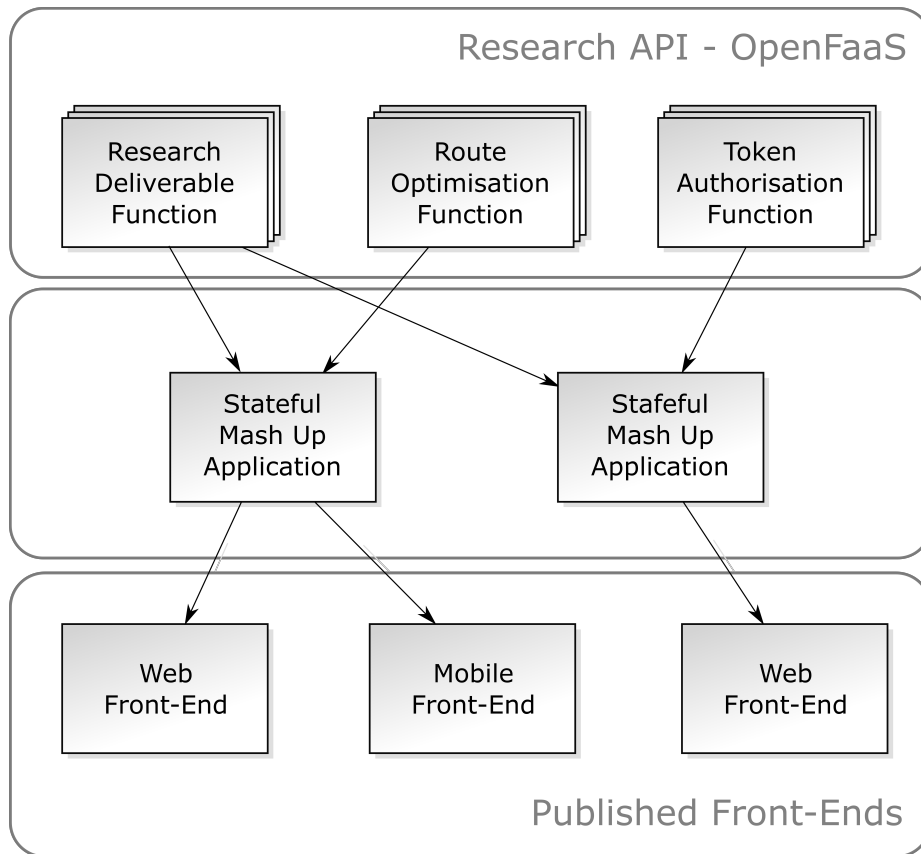 Research API - OpenFaaS
Research
Deliverable
Function
Route
Optimisation
Function
Token
Authorisation
Function
Stateful
Mash Up
Application
Stafeful
Mash Up
Application
Web
Front-End
Mobile
Front-End
Web
Front-End
Published Front-Ends